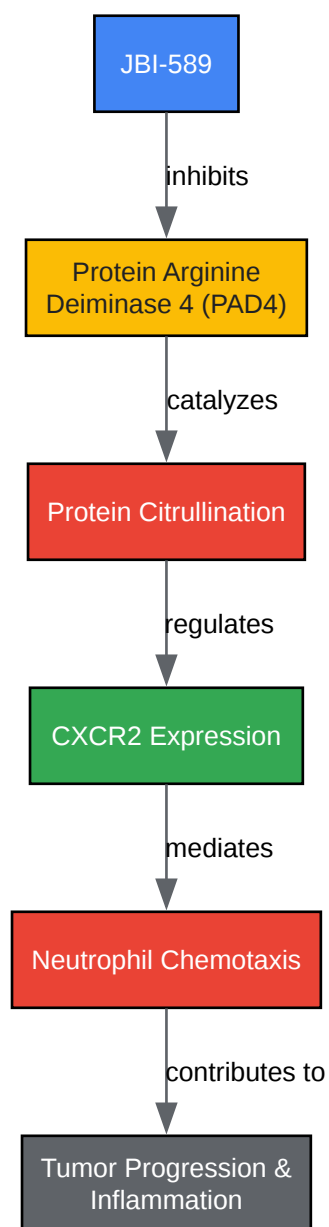 JBI-589
inhibits
Protein Arginine
Deiminase 4 (PAD4)
catalyzes
Protein Citrullination
regulates
CXCR2 Expression
mediates
Neutrophil Chemotaxis
contributes to
Tumor Progression &
Inflammation